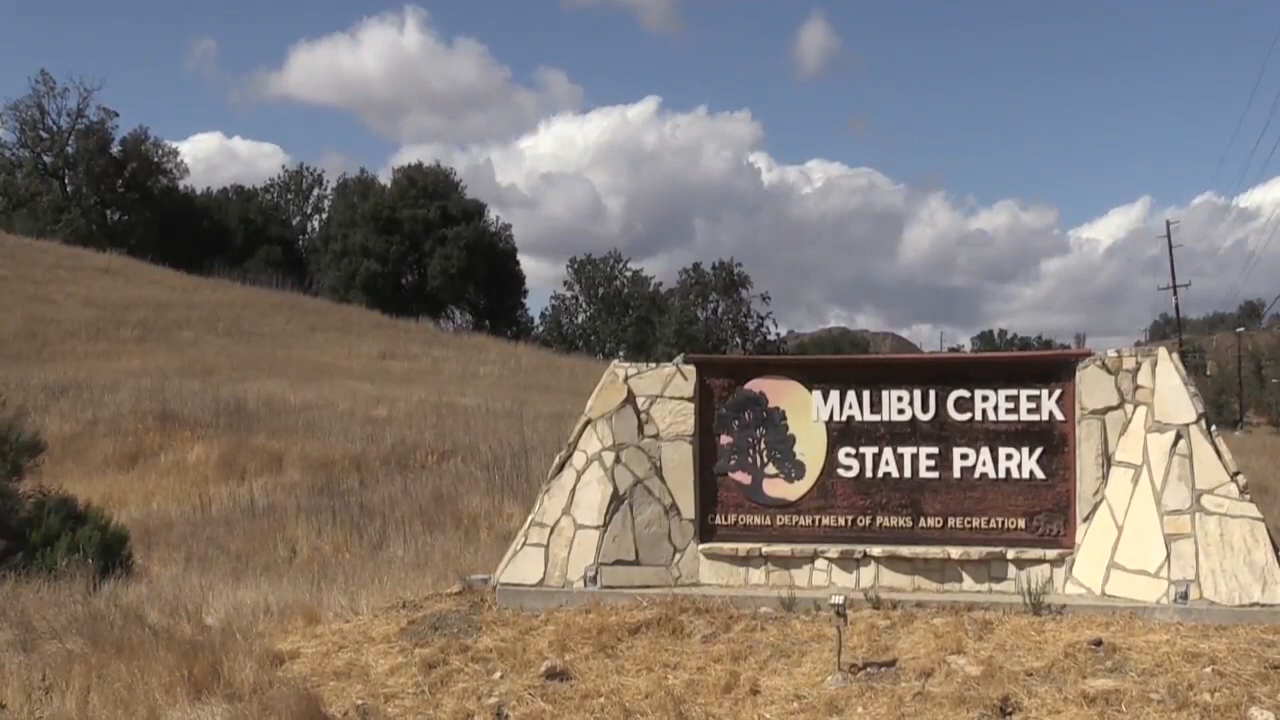 MALIBU CREEK
STATE PARK
CALIFORNIA DEPARTMENT OF PARKS AND RECREATION